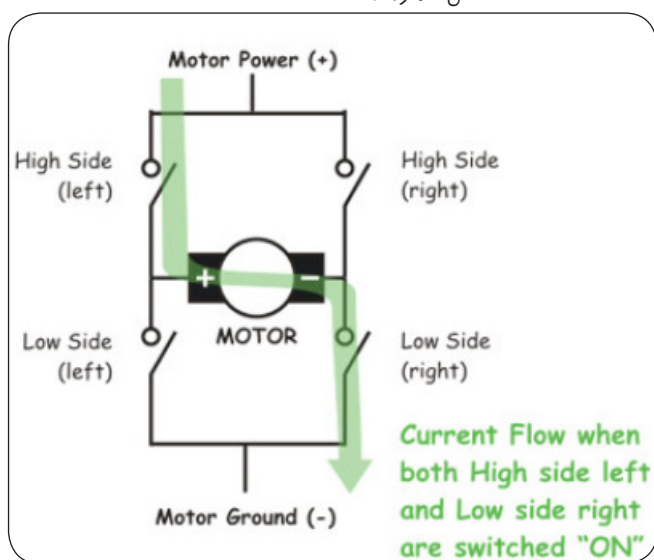 Motor Power (+)
High Side
(left)
High Side
(right)
+
–
MOTOR
Low Side
(left)
Low Side
(right)
Current Flow when
both High side left
and Low side right
are switched “ON”
Motor Ground (-)